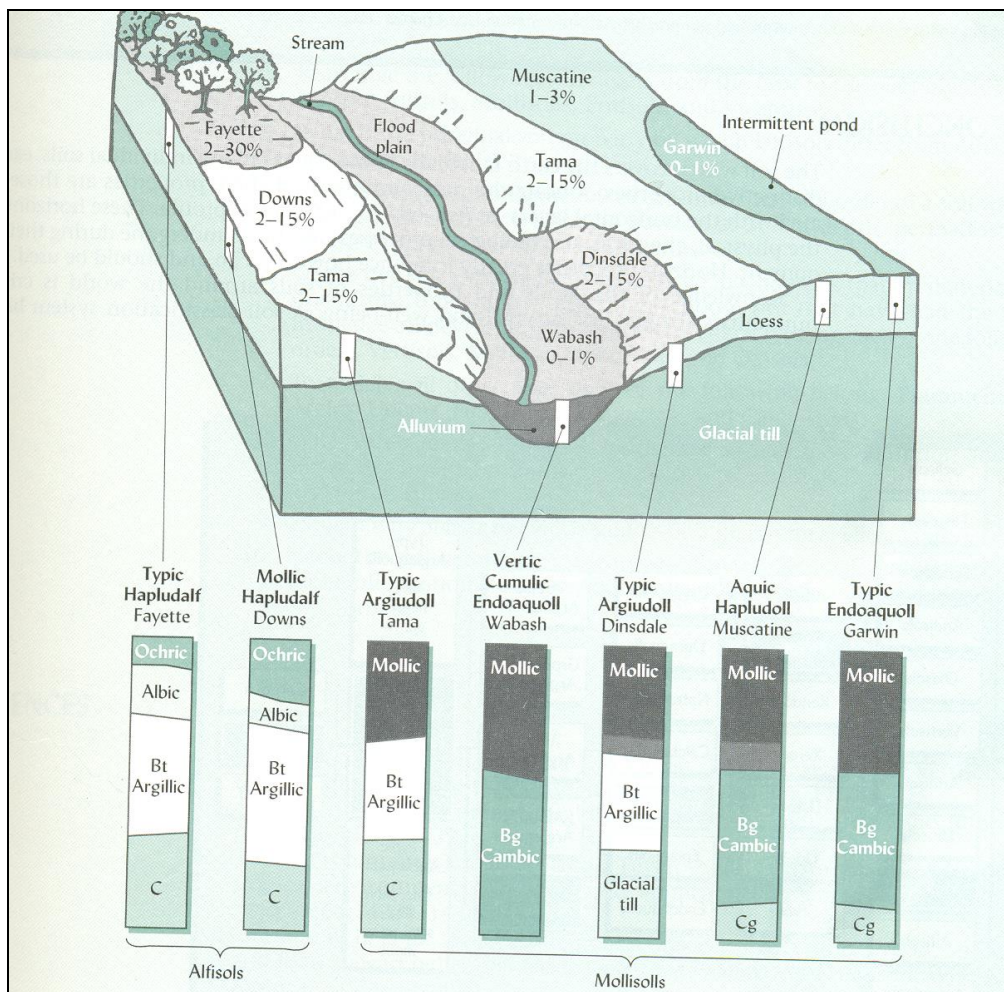 Stream
Muscatine
1–3%
Intermittent pond
Fayette
2–30%
Flood
plain
Garwin
0–1%
Tama
2–15%
Downs
2–15%
Dinsdale
2–15%
Tama
2–15%
Loess
Wabash
0–1%
Alluvium
Glacial till
Typic
Hapludalf
Fayette
Mollic
Hapludalf
Downs
Typic
Argiudoll
Tama
Vertic
Cumulic
Endoaquoll
Wabash
Typic
Argiudoll
Dinsdale
Aquic
Hapludoll
Muscatine
Typic
Endoaquoll
Garwin
Ochric
Albic
Bt
Argillic
C
Ochric
Albic
Bt
Argillic
C
Mollic
Bt
Argillic
C
Mollic
Bg
Cambic
Mollic
Bt
Argillic
Glacial
till
Mollic
Bg
Cambic
Cg
Mollic
Bg
Cambic
Cg
Alfisols
Mollisolls